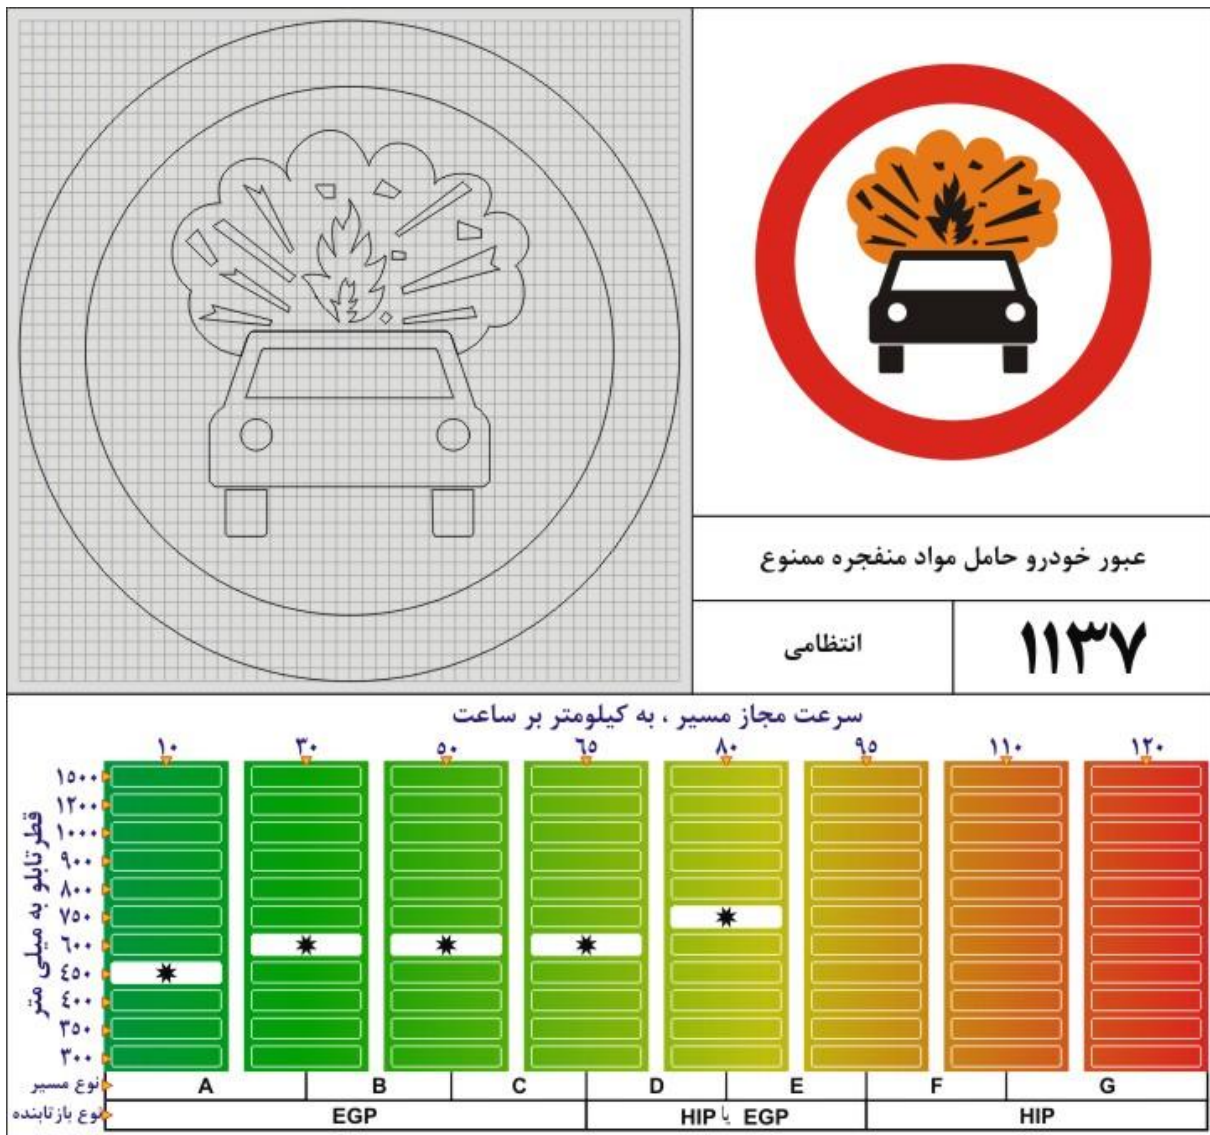 عبور خودرو حامل مواد منفجره ممنوع
۱۱۳۷
انتظامی
سرعت مجاز مسیر ، به کیلومتر بر ساعت
۱۰ ۳۰ ۵۰ ۶۵ ۸۰ ۹۵ ۱۱۰ ۱۲۰
قطر تابلو به میلی متر
۱۵۰۰
۱۲۰۰
۱۰۰۰
۹۰۰
۸۰۰
۷۵۰
۶۰۰
۴۵۰
۴۰۰
۳۵۰
۳۰۰
نوع مسیر A B C D E F G
نوع بازتابنده EGP HIP یا EGP HIP